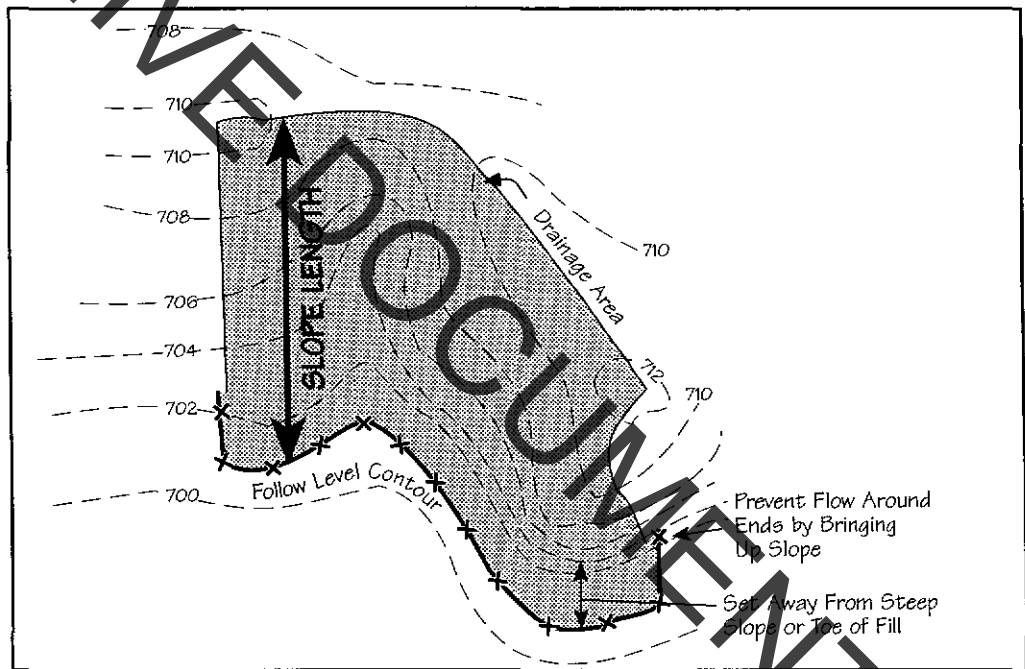 708
710
710
708
706
704
702
700
SLOPE LENGTH
Drainage Area
710
712
710
Follow Level Contour
Prevent Flow Around
Ends by Bringing
Up Slope
Set Away From Steep
Slope or Toe of Fill
IVE DOCUMENT